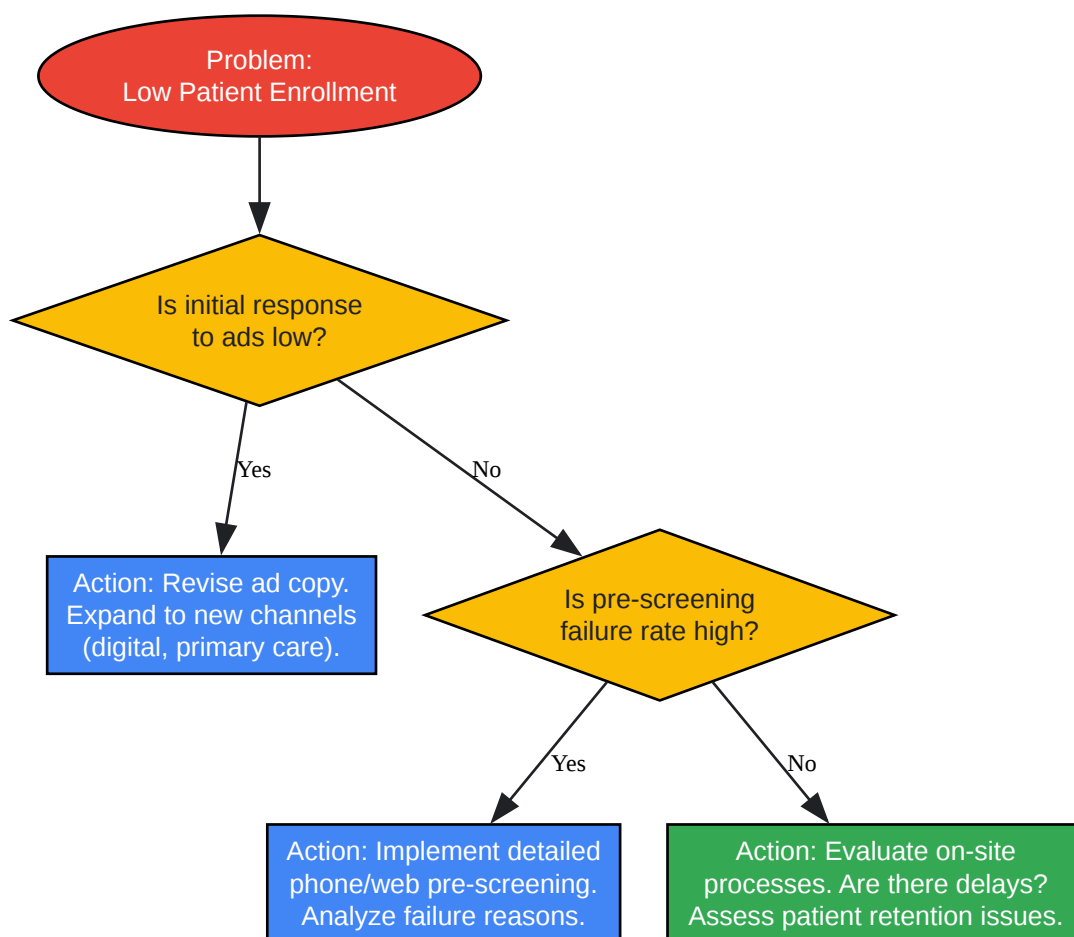 Problem:
Low Patient Enrollment
Is initial response
to ads low?
Yes
No
Action: Revise ad copy.
Expand to new channels
(digital, primary care).
Is pre-screening
failure rate high?
Yes
No
Action: Implement detailed
phone/web pre-screening.
Analyze failure reasons.
Action: Evaluate on-site
processes. Are there delays?
Assess patient retention issues.